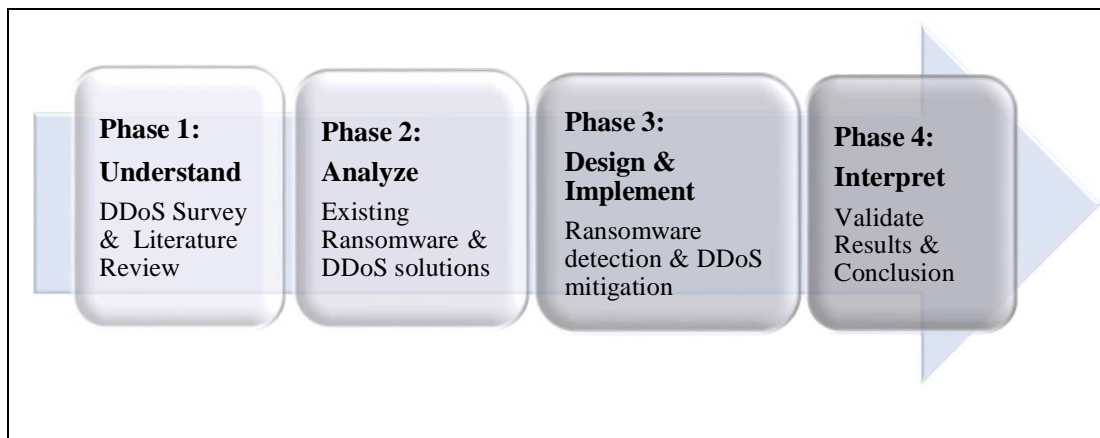 Phase 1:
Understand
DDoS Survey
& Literature
Review
Phase 2:
Analyze
Existing
Ransomware &
DDoS solutions
Phase 3:
Design &
Implement
Ransomware
detection & DDoS
mitigation
Phase 4:
Interpret
Validate
Results &
Conclusion